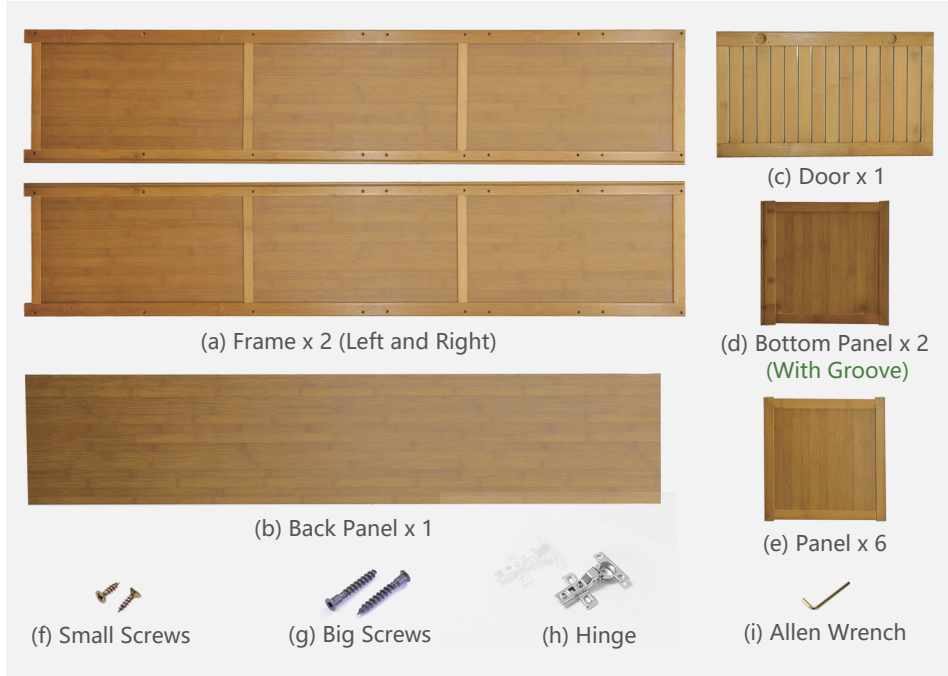 (c) Door x 1
(a) Frame x 2 (Left and Right)
(d) Bottom Panel x 2
(With Groove)
(b) Back Panel x 1
(e) Panel x 6
(f) Small Screws
(g) Big Screws
(h) Hinge
(i) Allen Wrench